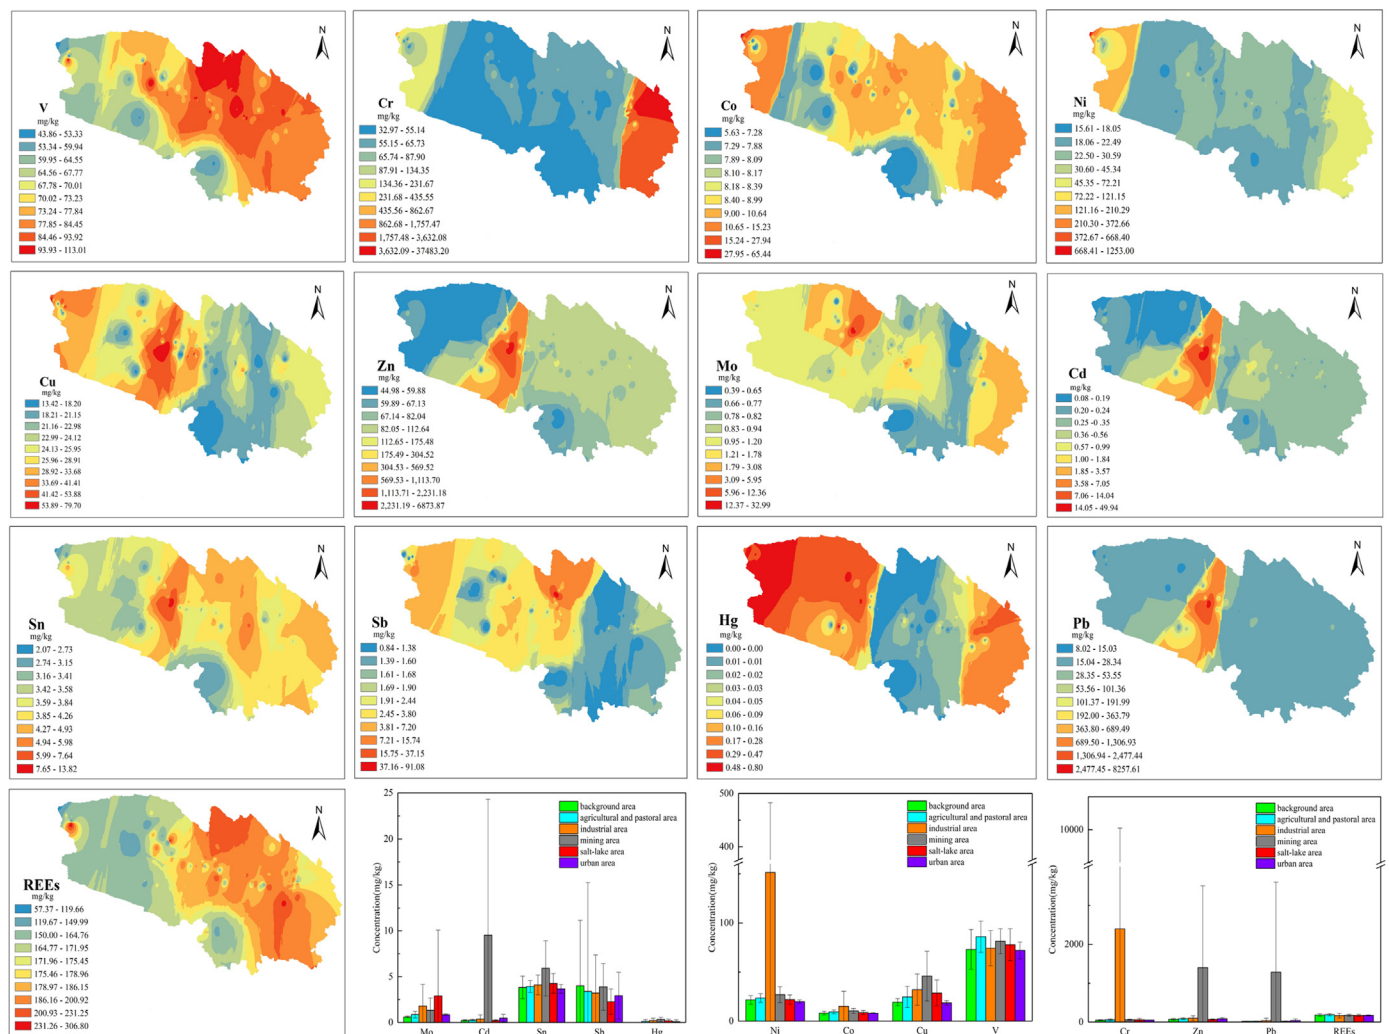 N
V
mg/kg
43.86 - 53.33
53.34 - 59.94
59.95 - 64.55
64.56 - 67.77
67.78 - 70.01
70.02 - 73.23
73.24 - 77.84
77.85 - 84.45
84.46 - 93.92
93.93 - 113.01
N
Cr
mg/kg
32.97 - 55.14
55.15 - 65.73
65.74 - 87.90
87.91 - 134.35
134.36 - 231.67
231.68 - 435.55
435.56 - 862.67
862.68 - 1,757.47
1,757.48 - 3,632.08
3,632.09 - 37483.20
N
Co
mg/kg
5.63 - 7.28
7.29 - 7.88
7.89 - 8.09
8.10 - 8.17
8.18 - 8.39
8.40 - 8.99
9.00 - 10.64
10.65 - 15.23
15.24 - 27.94
27.95 - 65.44
N
Ni
mg/kg
15.61 - 18.05
18.06 - 22.49
22.50 - 30.59
30.60 - 45.34
45.35 - 72.21
72.22 - 121.15
121.16 - 210.29
210.30 - 372.66
372.67 - 668.40
668.41 - 1253.00
N
Cu
mg/kg
13.42 - 18.20
18.21 - 21.15
21.16 - 22.98
22.99 - 24.12
24.13 - 25.95
25.96 - 28.91
28.92 - 33.68
33.69 - 41.41
41.42 - 53.88
53.89 - 79.70
N
Zn
mg/kg
44.98 - 59.88
59.89 - 67.13
67.14 - 82.04
82.05 - 112.64
112.65 - 175.48
175.49 - 304.52
304.53 - 569.52
569.53 - 1,113.70
1,113.71 - 2,231.18
2,231.19 - 6873.87
N
Mo
mg/kg
0.39 - 0.65
0.66 - 0.77
0.78 - 0.82
0.83 - 0.94
0.95 - 1.20
1.21 - 1.78
1.79 - 3.08
3.09 - 5.95
5.96 - 12.36
12.37 - 32.99
N
Cd
mg/kg
0.08 - 0.19
0.20 - 0.24
0.25 -0.35
0.36 -0.56
0.57 - 0.99
1.00 - 1.84
1.85 - 3.57
3.58 - 7.05
7.06 - 14.04
14.05 - 49.94
N
Sn
mg/kg
2.07 - 2.73
2.74 - 3.15
3.16 - 3.41
3.42 - 3.58
3.59 - 3.84
3.85 - 4.26
4.27 - 4.93
4.94 - 5.98
5.99 - 7.64
7.65 - 13.82
N
Sb
mg/kg
0.84 - 1.38
1.39 - 1.60
1.61 - 1.68
1.69 - 1.90
1.91 - 2.44
2.45 - 3.80
3.81 - 7.20
7.21 - 15.74
15.75 - 37.15
37.16 - 91.08
N
Hg
mg/kg
0.00 - 0.00
0.01 - 0.01
0.02 - 0.02
0.03 - 0.03
0.04 - 0.05
0.06 - 0.09
0.10 - 0.16
0.17 - 0.28
0.29 - 0.47
0.48 - 0.80
N
Pb
mg/kg
8.02 - 15.03
15.04 - 28.34
28.35 - 53.55
53.56 - 101.36
101.37 - 191.99
192.00 - 363.79
363.80 - 689.49
689.50 - 1,306.93
1,306.94 - 2,477.44
2,477.45 - 8257.61
N
REEs
mg/kg
57.37 - 119.66
119.67 - 149.99
150.00 - 164.76
164.77 - 171.95
171.96 - 175.45
175.46 - 178.96
178.97 - 186.15
186.16 - 200.92
200.93 - 231.25
231.26 - 306.80
Concentration(mg/kg)
25
20
15
10
5
0
background area
agricultural and pastoral area
industrial area
mining area
salt-lake area
urban area
Mo Cd Sn Sb Hg
Concentration(mg/kg)
500
400
100
0
background area
agricultural and pastoral area
industrial area
mining area
salt-lake area
urban area
Ni Co Cu V
Concentration(mg/kg)
10000
2000
0
background area
agricultural and pastoral area
industrial area
mining area
salt-lake area
urban area
Cr Zn Pb REEs